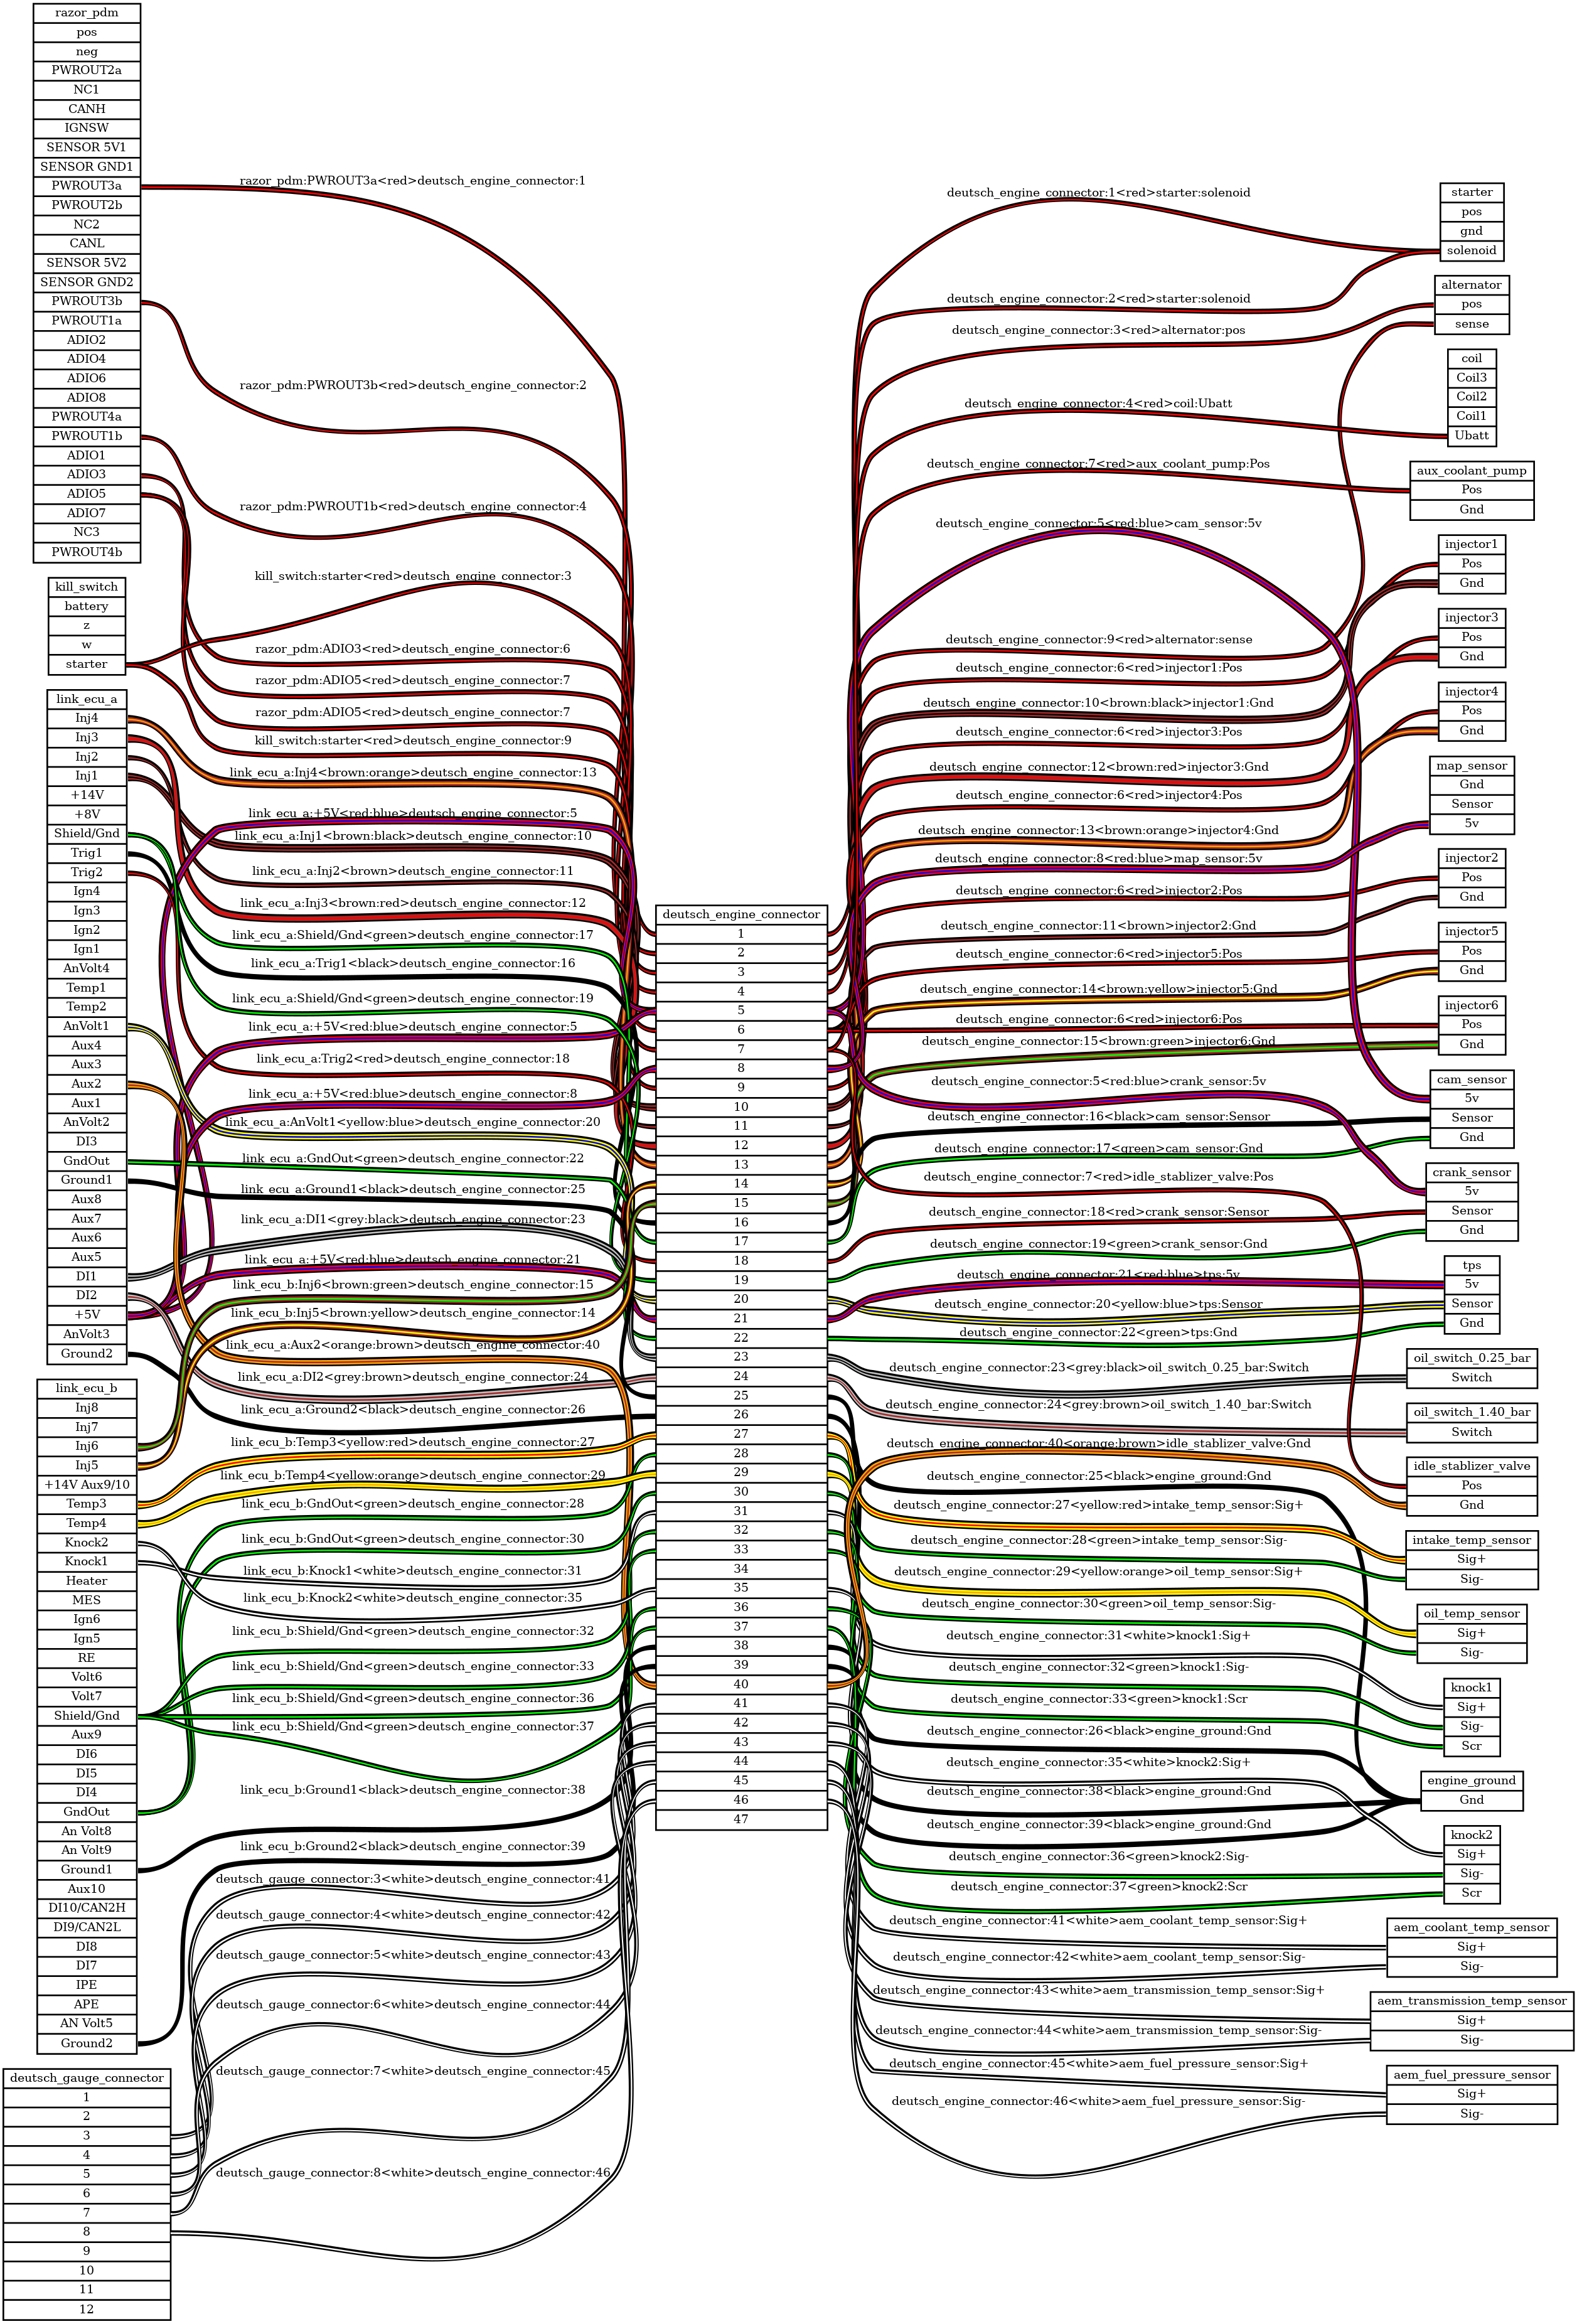 razor_pdm
pos
neg
PWROUT2a
NC1
CANH
IGNSW
SENSOR 5V1
SENSOR GND1
PWROUT3a
PWROUT2b
NC2
CANL
SENSOR 5V2
SENSOR GND2
PWROUT3b
PWROUT1a
ADIO2
ADIO4
ADIO6
ADIO8
PWROUT4a
PWROUT1b
ADIO1
ADIO3
ADIO5
ADIO7
NC3
PWROUT4b
kill_switch
battery
z
w
starter
link_ecu_a
Inj4
Inj3
Inj2
Inj1
+14V
+8V
Shield/Gnd
Trig1
Trig2
Ign4
Ign3
Ign2
Ign1
AnVolt4
Temp1
Temp2
AnVolt1
Aux4
Aux3
Aux2
Aux1
AnVolt2
DI3
GndOut
Ground1
Aux8
Aux7
Aux6
Aux5
DI1
DI2
+5V
AnVolt3
Ground2
link_ecu_b
Inj8
Inj7
Inj6
Inj5
+14V Aux9/10
Temp3
Temp4
Knock2
Knock1
Heater
MES
Ign6
Ign5
RE
Volt6
Volt7
Shield/Gnd
Aux9
DI6
DI5
DI4
GndOut
An Volt8
An Volt9
Ground1
Aux10
DI10/CAN2H
DI9/CAN2L
DI8
DI7
IPE
APE
AN Volt5
Ground2
deutsch_gauge_connector
1
2
3
4
5
6
7
8
9
10
11
12
razor_pdm:PWROUT3a<red>deutsch_engine_connector:1
razor_pdm:PWROUT3b<red>deutsch_engine_connector:2
razor_pdm:PWROUT1b<red>deutsch_engine_connector:4
kill_switch:starter<red>deutsch_engine_connector:3
razor_pdm:ADIO3<red>deutsch_engine_connector:6
razor_pdm:ADIO5<red>deutsch_engine_connector:7
razor_pdm:ADIO5<red>deutsch_engine_connector:7
kill_switch:starter<red>deutsch_engine_connector:9
link_ecu_a:Inj4<brown:orange>deutsch_engine_connector:13
link_ecu_a:+5V<red:blue>deutsch_engine_connector:5
link_ecu_a:Inj1<brown:black>deutsch_engine_connector:10
link_ecu_a:Inj2<brown>deutsch_engine_connector:11
link_ecu_a:Inj3<brown:red>deutsch_engine_connector:12
link_ecu_a:Shield/Gnd<green>deutsch_engine_connector:17
link_ecu_a:Trig1<black>deutsch_engine_connector:16
link_ecu_a:Shield/Gnd<green>deutsch_engine_connector:19
link_ecu_a:+5V<red:blue>deutsch_engine_connector:5
link_ecu_a:Trig2<red>deutsch_engine_connector:18
link_ecu_a:+5V<red:blue>deutsch_engine_connector:8
link_ecu_a:AnVolt1<yellow:blue>deutsch_engine_connector:20
link_ecu_a:GndOut<green>deutsch_engine_connector:22
link_ecu_a:Ground1<black>deutsch_engine_connector:25
link_ecu_a:DI1<grey:black>deutsch_engine_connector:23
link_ecu_a:+5V<red:blue>deutsch_engine_connector:21
link_ecu_b:Inj6<brown:green>deutsch_engine_connector:15
link_ecu_b:Inj5<brown:yellow>deutsch_engine_connector:14
link_ecu_a:Aux2<orange:brown>deutsch_engine_connector:40
link_ecu_a:DI2<grey:brown>deutsch_engine_connector:24
link_ecu_a:Ground2<black>deutsch_engine_connector:26
link_ecu_b:Temp3<yellow:red>deutsch_engine_connector:27
link_ecu_b:Temp4<yellow:orange>deutsch_engine_connector:29
link_ecu_b:GndOut<green>deutsch_engine_connector:28
link_ecu_b:GndOut<green>deutsch_engine_connector:30
link_ecu_b:Knock1<white>deutsch_engine_connector:31
link_ecu_b:Knock2<white>deutsch_engine_connector:35
link_ecu_b:Shield/Gnd<green>deutsch_engine_connector:32
link_ecu_b:Shield/Gnd<green>deutsch_engine_connector:33
link_ecu_b:Shield/Gnd<green>deutsch_engine_connector:36
link_ecu_b:Shield/Gnd<green>deutsch_engine_connector:37
link_ecu_b:Ground1<black>deutsch_engine_connector:38
link_ecu_b:Ground2<black>deutsch_engine_connector:39
deutsch_gauge_connector:3<white>deutsch_engine_connector:41
deutsch_gauge_connector:4<white>deutsch_engine_connector:42
deutsch_gauge_connector:5<white>deutsch_engine_connector:43
deutsch_gauge_connector:6<white>deutsch_engine_connector:44
deutsch_gauge_connector:7<white>deutsch_engine_connector:45
deutsch_gauge_connector:8<white>deutsch_engine_connector:46
deutsch_engine_connector
1
2
3
4
5
6
7
8
9
10
11
12
13
14
15
16
17
18
19
20
21
22
23
24
25
26
27
28
29
30
31
32
33
34
35
36
37
38
39
40
41
42
43
44
45
46
47
deutsch_engine_connector:1<red>starter:solenoid
deutsch_engine_connector:2<red>starter:solenoid
deutsch_engine_connector:3<red>alternator:pos
deutsch_engine_connector:4<red>coil:Ubatt
deutsch_engine_connector:7<red>aux_coolant_pump:Pos
deutsch_engine_connector:5<red:blue>cam_sensor:5v
deutsch_engine_connector:9<red>alternator:sense
deutsch_engine_connector:6<red>injector1:Pos
deutsch_engine_connector:10<brown:black>injector1:Gnd
deutsch_engine_connector:6<red>injector3:Pos
deutsch_engine_connector:12<brown:red>injector3:Gnd
deutsch_engine_connector:6<red>injector4:Pos
deutsch_engine_connector:13<brown:orange>injector4:Gnd
deutsch_engine_connector:8<red:blue>map_sensor:5v
deutsch_engine_connector:6<red>injector2:Pos
deutsch_engine_connector:11<brown>injector2:Gnd
deutsch_engine_connector:6<red>injector5:Pos
deutsch_engine_connector:14<brown:yellow>injector5:Gnd
deutsch_engine_connector:6<red>injector6:Pos
deutsch_engine_connector:15<brown:green>injector6:Gnd
deutsch_engine_connector:5<red:blue>crank_sensor:5v
deutsch_engine_connector:16<black>cam_sensor:Sensor
deutsch_engine_connector:17<green>cam_sensor:Gnd
deutsch_engine_connector:7<red>idle_stablizer_valve:Pos
deutsch_engine_connector:18<red>crank_sensor:Sensor
deutsch_engine_connector:19<green>crank_sensor:Gnd
deutsch_engine_connector:21<red:blue>tps:5v
deutsch_engine_connector:20<yellow:blue>tps:Sensor
deutsch_engine_connector:22<green>tps:Gnd
deutsch_engine_connector:23<grey:black>oil_switch_0.25_bar:Switch
deutsch_engine_connector:24<grey:brown>oil_switch_1.40_bar:Switch
deutsch_engine_connector:40<orange:brown>idle_stablizer_valve:Gnd
deutsch_engine_connector:25<black>engine_ground:Gnd
deutsch_engine_connector:27<yellow:red>intake_temp_sensor:Sig+
deutsch_engine_connector:28<green>intake_temp_sensor:Sig-
deutsch_engine_connector:29<yellow:orange>oil_temp_sensor:Sig+
deutsch_engine_connector:30<green>oil_temp_sensor:Sig-
deutsch_engine_connector:31<white>knock1:Sig+
deutsch_engine_connector:32<green>knock1:Sig-
deutsch_engine_connector:33<green>knock1:Scr
deutsch_engine_connector:26<black>engine_ground:Gnd
deutsch_engine_connector:35<white>knock2:Sig+
deutsch_engine_connector:38<black>engine_ground:Gnd
deutsch_engine_connector:39<black>engine_ground:Gnd
deutsch_engine_connector:36<green>knock2:Sig-
deutsch_engine_connector:37<green>knock2:Scr
deutsch_engine_connector:41<white>aem_coolant_temp_sensor:Sig+
deutsch_engine_connector:42<white>aem_coolant_temp_sensor:Sig-
deutsch_engine_connector:43<white>aem_transmission_temp_sensor:Sig+
deutsch_engine_connector:44<white>aem_transmission_temp_sensor:Sig-
deutsch_engine_connector:45<white>aem_fuel_pressure_sensor:Sig+
deutsch_engine_connector:46<white>aem_fuel_pressure_sensor:Sig-
starter
pos
gnd
solenoid
alternator
pos
sense
coil
Coil3
Coil2
Coil1
Ubatt
aux_coolant_pump
Pos
Gnd
injector1
Pos
Gnd
injector3
Pos
Gnd
injector4
Pos
Gnd
map_sensor
Gnd
Sensor
5v
injector2
Pos
Gnd
injector5
Pos
Gnd
injector6
Pos
Gnd
cam_sensor
5v
Sensor
Gnd
crank_sensor
5v
Sensor
Gnd
tps
5v
Sensor
Gnd
oil_switch_0.25_bar
Switch
oil_switch_1.40_bar
Switch
idle_stablizer_valve
Pos
Gnd
intake_temp_sensor
Sig+
Sig-
oil_temp_sensor
Sig+
Sig-
knock1
Sig+
Sig-
Scr
engine_ground
Gnd
knock2
Sig+
Sig-
Scr
aem_coolant_temp_sensor
Sig+
Sig-
aem_transmission_temp_sensor
Sig+
Sig-
aem_fuel_pressure_sensor
Sig+
Sig-